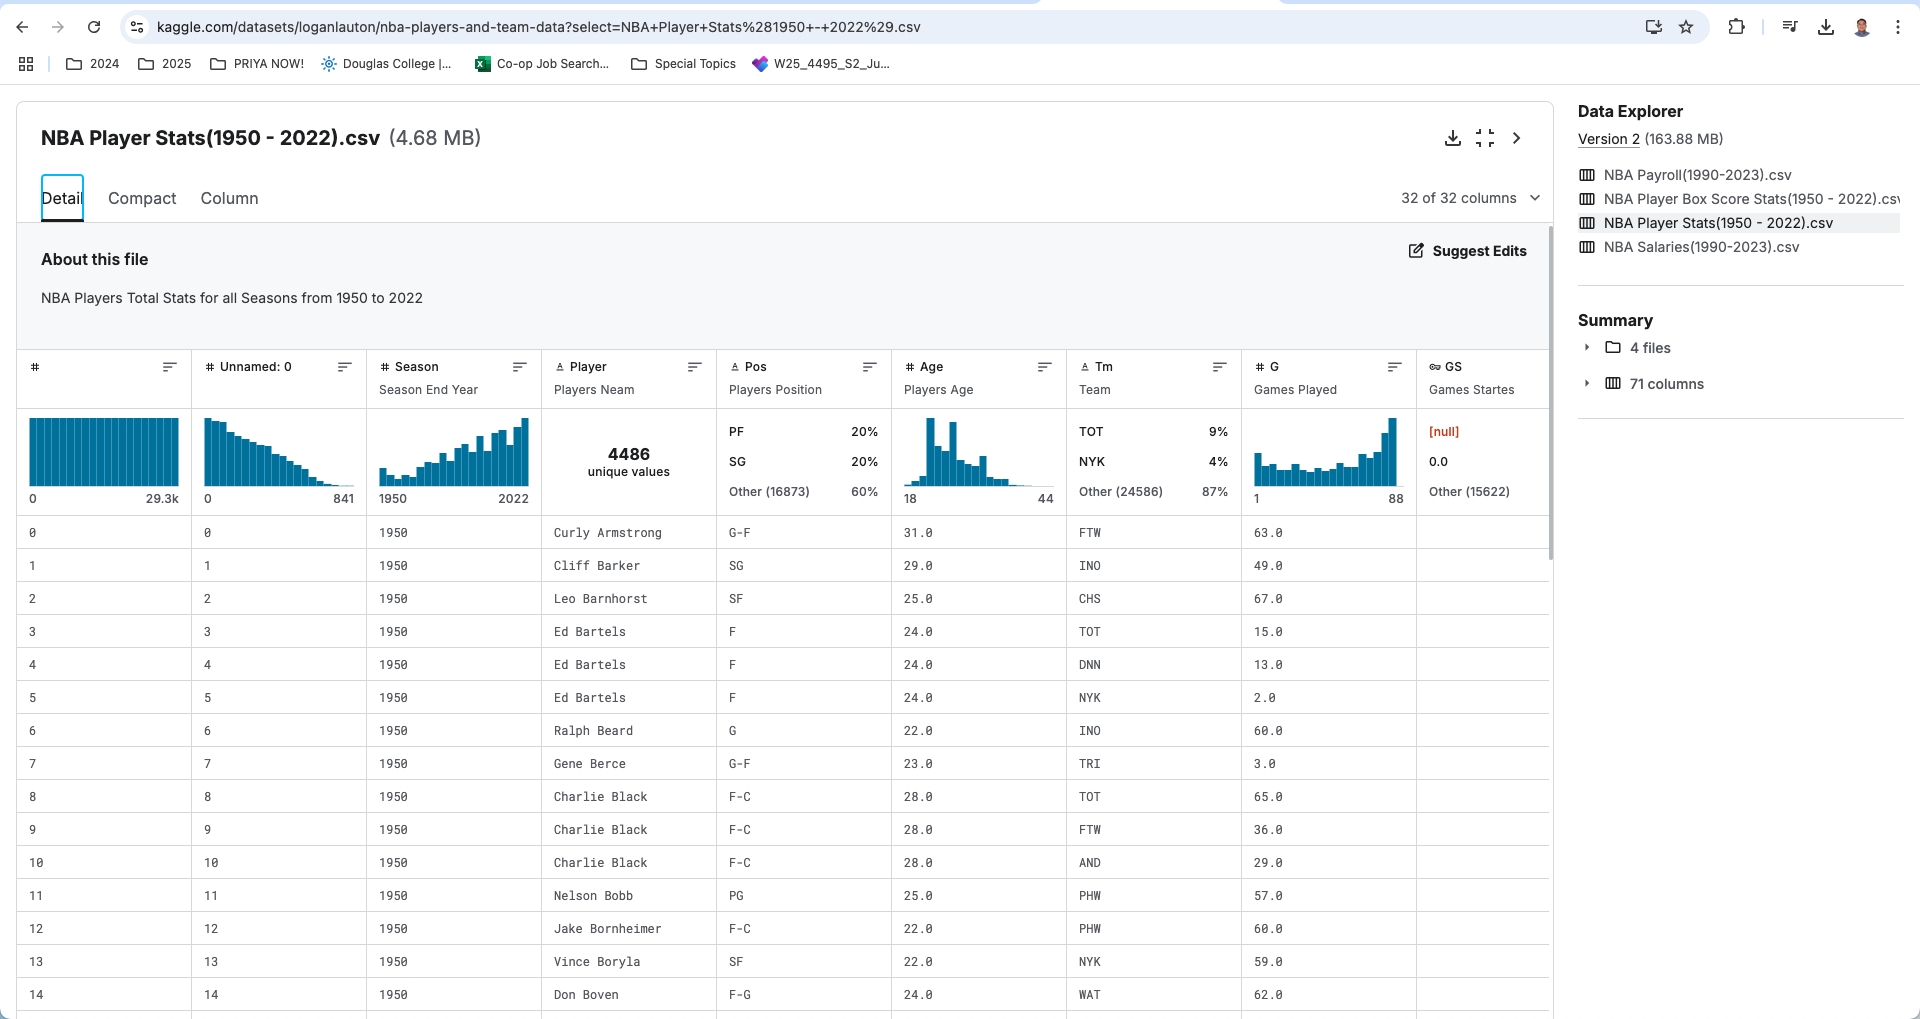 kaggle.com/datasets/loganlauton/nba-players-and-team-data?select=NBA+Player+Stats%281950+-+2022%29.csv
2024 2025 PRIYA NOW! Douglas College |... Co-op Job Search... Special Topics W25_4495_S2_Ju...
NBA Player Stats(1950 - 2022).csv (4.68 MB)
Detail Compact Column 32 of 32 columns
About this file
Suggest Edits
NBA Players Total Stats for all Seasons from 1950 to 2022
# # Unnamed: 0 # Season A Player A Pos # Age A Tm # G GS
Season End Year Players Neam Players Position Players Age Team Games Played Games Startes
4486
unique values
PF 20% TOT 9% [null]
SG 20% NYK 4% 0.0
Other (16873) 60% Other (24586) 87% Other (15622)
0 29.3k 0 841 1950 2022 18 44 1 88
0 0 1950 Curly Armstrong G-F 31.0 FTW 63.0
1 1 1950 Cliff Barker SG 29.0 INO 49.0
2 2 1950 Leo Barnhorst SF 25.0 CHS 67.0
3 3 1950 Ed Bartels F 24.0 TOT 15.0
4 4 1950 Ed Bartels F 24.0 DNN 13.0
5 5 1950 Ed Bartels F 24.0 NYK 2.0
6 6 1950 Ralph Beard G 22.0 INO 60.0
7 7 1950 Gene Berce G-F 23.0 TRI 3.0
8 8 1950 Charlie Black F-C 28.0 TOT 65.0
9 9 1950 Charlie Black F-C 28.0 FTW 36.0
10 10 1950 Charlie Black F-C 28.0 AND 29.0
11 11 1950 Nelson Bobb PG 25.0 PHW 57.0
12 12 1950 Jake Bornheimer F-C 22.0 PHW 60.0
13 13 1950 Vince Boryla SF 22.0 NYK 59.0
14 14 1950 Don Boven F-G 24.0 WAT 62.0
Data Explorer
Version 2 (163.88 MB)
NBA Payroll(1990-2023).csv
NBA Player Box Score Stats(1950 - 2022).csv
NBA Player Stats(1950 - 2022).csv
NBA Salaries(1990-2023).csv
Summary
4 files
71 columns